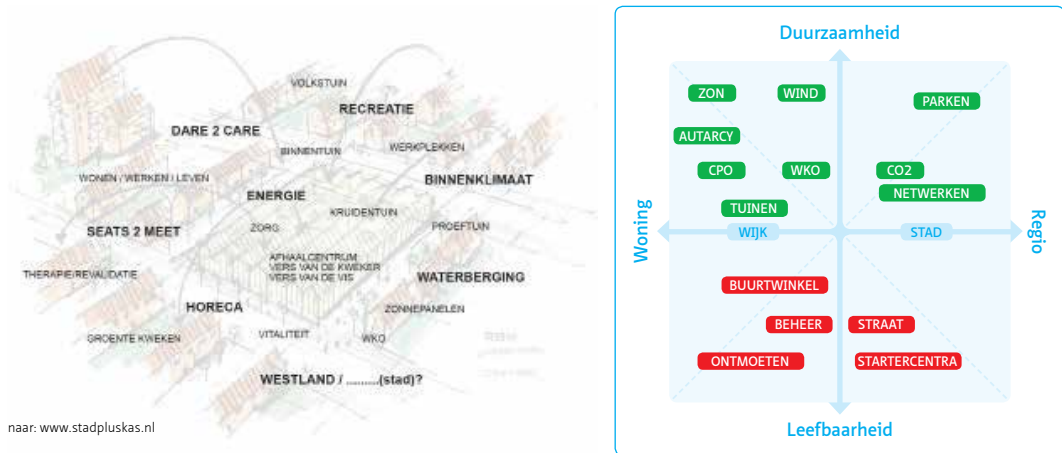 VOLKSTUIN
RECREATIE
DARE 2 CARE
BINNENTUIN
WERKPLEKKEN
WONEN / WERKEN / LEVEN
BINNENKLIMAAT
ENERGIE
KRUIDENTUIN
SEATS 2 MEET
ZORG
PROEFTUIN
AFHAALCENTRUM
VERS VAN DE KWEKER
VERS VAN DE VIS
THERAPIE/REVALIDATIE
WATERBERGING
HORECA
ZONNEPANELEN
GROENTE KWEKEN
VITALITEIT
WKO
WESTLAND / .........(stad)?
naar: www.stadpluskas.nl
Duurzaamheid
ZON
WIND
PARKEN
AUTARCY
CPO
WKO
CO2
NETWERKEN
TUINEN
Woning
WIJK
STAD
Regio
BUURTWINKEL
BEHEER
STRAAT
ONTMOETEN
STARTERCENTRA
Leefbaarheid